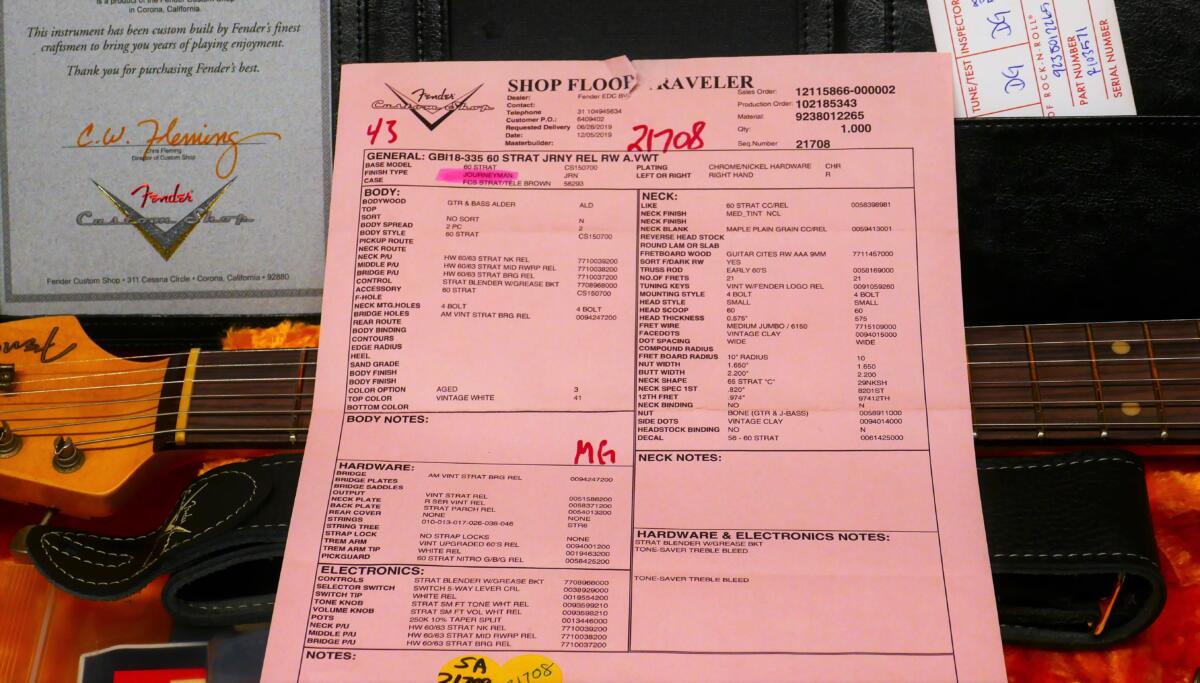 is a product of the Fender Custom Shop
in Corona, California.
This instrument has been custom built by Fender's finest
craftsmen to bring you years of playing enjoyment.
Thank you for purchasing Fender's best.
C.W. Fleming
Chris Fleming
Director of Custom Shop
Fender
Custom Shop
Fender Custom Shop • 311 Cessna Circle • Corona, California • 92880
TUNE/TEST INSPECTOR
DG
DG
OF ROCK-N-ROLL®
9238012265
PART NUMBER
R103571
SERIAL NUMBER
Fender
Custom Shop
SHOP FLOOR TRAVELER
Dealer: Fender EDC BV
Contact:
Telephone 31 104945634
Customer P.O.: 6409402
Requested Delivery 06/28/2019
Date: 12/05/2019
Masterbuilder:
Sales Order: 12115866-000002
Production Order: 102185343
Material: 9238012265
Qty: 1.000
Seq.Number 21708
43
21708
GENERAL: GBI18-335 60 STRAT JRNY REL RW A.VWT
BASE MODEL 60 STRAT CS150700 PLATING CHROME/NICKEL HARDWARE CHR
FINISH TYPE JOURNEYMAN JRN LEFT OR RIGHT RIGHT HAND R
CASE FCS STRAT/TELE BROWN 58293
BODY:
BODYWOOD GTR & BASS ALDER ALD
TOP
SORT NO SORT N
BODY SPREAD 2 PC 2
BODY STYLE 60 STRAT CS150700
PICKUP ROUTE
NECK ROUTE
NECK P/U HW 60/63 STRAT NK REL 7710039200
MIDDLE P/U HW 60/63 STRAT MID RWRP REL 7710038200
BRIDGE P/U HW 60/63 STRAT BRG REL 7710037200
CONTROL STRAT BLENDER W/GREASE BKT 7708968000
ACCESSORY 60 STRAT CS150700
F-HOLE
NECK MTG.HOLES 4 BOLT 4 BOLT
BRIDGE HOLES AM VINT STRAT BRG REL 0094247200
REAR ROUTE
BODY BINDING
CONTOURS
EDGE RADIUS
HEEL
SAND GRADE
BODY FINISH
BODY FINISH
COLOR OPTION AGED 3
TOP COLOR VINTAGE WHITE 41
BOTTOM COLOR
BODY NOTES:
MG
NECK:
LIKE 60 STRAT CC/REL 0058398981
NECK FINISH MED_TINT NCL
NECK FINISH
NECK BLANK MAPLE PLAIN GRAIN CC/REL 0059413001
REVERSE HEAD STOCK
ROUND LAM OR SLAB
FRETBOARD WOOD GUITAR CITES RW AAA 9MM 7711457000
SORT F/DARK RW YES
TRUSS ROD EARLY 60'S 0058169000
NO.OF FRETS 21 21
TUNING KEYS VINT W/FENDER LOGO REL 0091059260
MOUNTING STYLE 4 BOLT 4 BOLT
HEAD STYLE SMALL SMALL
HEAD SCOOP 60 60
HEAD THICKNESS 0.575" 575
FRET WIRE MEDIUM JUMBO / 6150 7715109000
FACEDOTS VINTAGE CLAY 0094015000
DOT SPACING WIDE WIDE
COMPOUND RADIUS
FRET BOARD RADIUS 10" RADIUS 10
NUT WIDTH 1.650" 1.650
BUTT WIDTH 2.200" 2.200
NECK SHAPE 65 STRAT "C" 29NKSH
NECK SPEC 1ST .820" 8201ST
12TH FRET .974" 97412TH
NECK BINDING NO N
NUT BONE (GTR & J-BASS) 0058911000
SIDE DOTS VINTAGE CLAY 0094014000
HEADSTOCK BINDING NO N
DECAL 56 - 60 STRAT 0061425000
NECK NOTES:
HARDWARE:
BRIDGE AM VINT STRAT BRG REL 0094247200
BRIDGE PLATES
BRIDGE SADDLES
OUTPUT VINT STRAT REL
NECK PLATE R SER VINT REL 0051586200
BACK PLATE STRAT PARCH REL 0058371200
REAR COVER NONE 0054013200
STRINGS 010-013-017-026-036-046 NONE
STRING TREE STR6
STRAP LOCK NO STRAP LOCKS NONE
TREM ARM VINT UPGRADED 60'S REL 0094001200
TREM ARM TIP WHITE REL 0019463200
PICKGUARD 60 STRAT NITRO G/B/G REL 0058425200
HARDWARE & ELECTRONICS NOTES:
STRAT BLENDER W/GREASE BKT
TONE-SAVER TREBLE BLEED
TONE-SAVER TREBLE BLEED
ELECTRONICS:
CONTROLS STRAT BLENDER W/GREASE BKT 7708968000
SELECTOR SWITCH SWITCH 5-WAY LEVER CRL 0038929000
SWITCH TIP WHITE REL 0019554200
TONE KNOB STRAT SM FT TONE WHT REL 0093599210
VOLUME KNOB STRAT SM FT VOL WHT REL 0093598210
POTS 250K 10% TAPER SPLIT 0013446000
NECK P/U HW 60/63 STRAT NK REL 7710039200
MIDDLE P/U HW 60/63 STRAT MID RWRP REL 7710038200
BRIDGE P/U HW 60/63 STRAT BRG REL 7710037200
NOTES:
SA
21708
21708